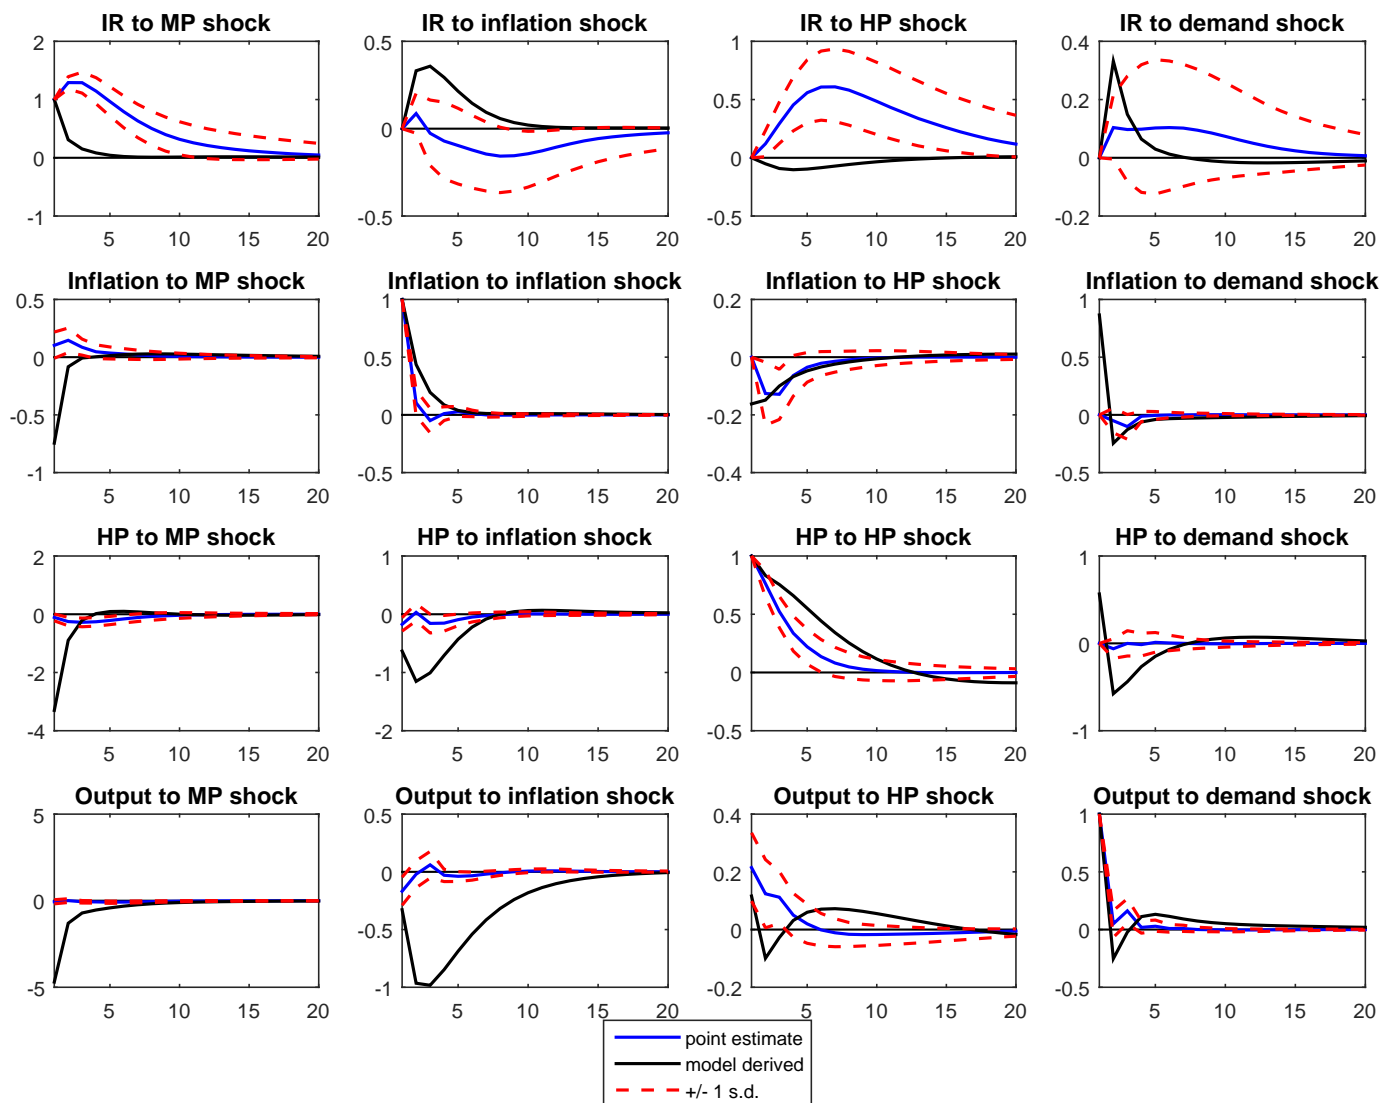 IR to MP shock
2
1
0
-1
5 10 15 20
IR to inflation shock
0.5
0
-0.5
5 10 15 20
IR to HP shock
1
0.5
0
-0.5
5 10 15 20
IR to demand shock
0.4
0.2
0
-0.2
5 10 15 20
Inflation to MP shock
0.5
0
-0.5
-1
5 10 15 20
Inflation to inflation shock
1
0.5
0
-0.5
5 10 15 20
Inflation to HP shock
0.2
0
-0.2
-0.4
5 10 15 20
Inflation to demand shock
1
0.5
0
-0.5
5 10 15 20
HP to MP shock
2
0
-2
-4
5 10 15 20
HP to inflation shock
1
0
-1
-2
5 10 15 20
HP to HP shock
1
0.5
0
-0.5
5 10 15 20
HP to demand shock
1
0
-1
5 10 15 20
Output to MP shock
5
0
-5
5 10 15 20
Output to inflation shock
0.5
0
-0.5
-1
5 10 15 20
Output to HP shock
0.4
0.2
0
-0.2
5 10 15 20
Output to demand shock
1
0.5
0
-0.5
5 10 15 20
point estimate
model derived
+/- 1 s.d.